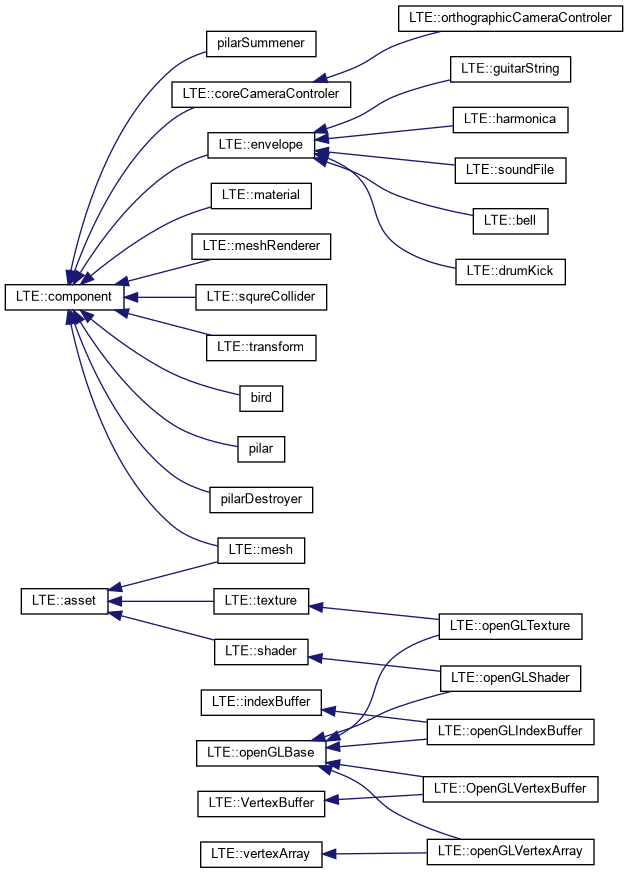 LTE::orthographicCameraControler
pilarSummener
LTE::guitarString
LTE::coreCameraControler
LTE::harmonica
LTE::envelope
LTE::soundFile
LTE::material
LTE::bell
LTE::meshRenderer
LTE::drumKick
LTE::component
LTE::squreCollider
LTE::transform
bird
pilar
pilarDestroyer
LTE::mesh
LTE::asset
LTE::texture
LTE::openGLTexture
LTE::shader
LTE::openGLShader
LTE::indexBuffer
LTE::openGLIndexBuffer
LTE::openGLBase
LTE::OpenGLVertexBuffer
LTE::VertexBuffer
LTE::openGLVertexArray
LTE::vertexArray